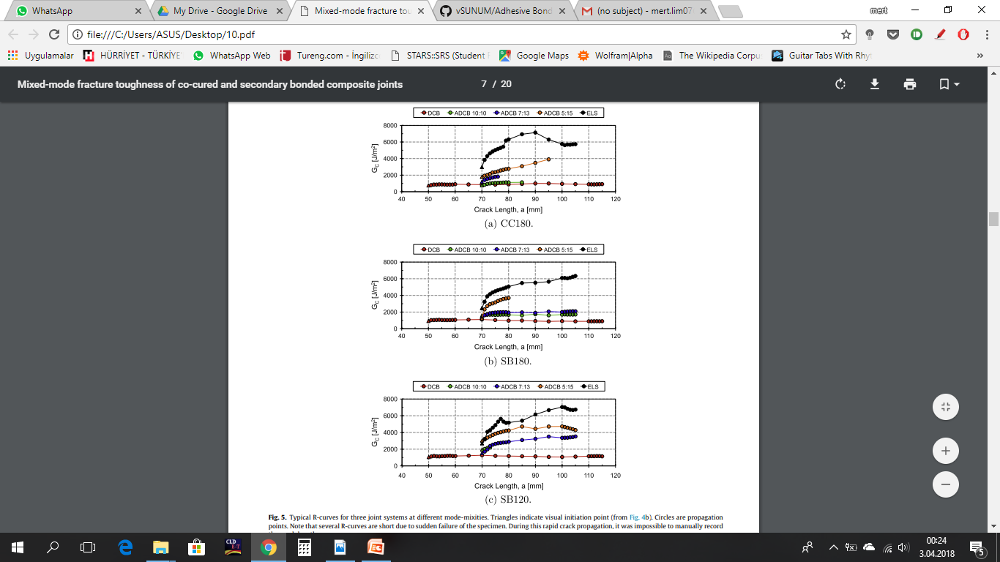 WhatsApp
My Drive - Google Drive
Mixed-mode fracture tou
vSUNUM/Adhesive Bond
(no subject) - mert.lim07
mert
file:///C:/Users/ASUS/Desktop/10.pdf
Uygulamalar
HÜRRİYET - TÜRKİYE
WhatsApp Web
Tureng.com - İngilizce
STARS::SRS (Student
Google Maps
Wolfram|Alpha
The Wikipedia Corpu
Guitar Tabs With Rhy
»
Mixed-mode fracture toughness of co-cured and secondary bonded composite joints
7 / 20
DCB ADCB 10:10 ADCB 7:13 ADCB 5:15 ELS
8000
6000
4000
2000
0
GC [J/m²]
40 50 60 70 80 90 100 110 120
Crack Length, a [mm]
(a) CC180.
DCB ADCB 10:10 ADCB 7:13 ADCB 5:15 ELS
8000
6000
4000
2000
0
GC [J/m²]
40 50 60 70 80 90 100 110 120
Crack Length, a [mm]
(b) SB180.
DCB ADCB 10:10 ADCB 7:13 ADCB 5:15 ELS
8000
6000
4000
2000
0
GC [J/m²]
40 50 60 70 80 90 100 110 120
Crack Length, a [mm]
(c) SB120.
Fig. 5. Typical R-curves for three joint systems at different mode-mixities. Triangles indicate visual initiation point (from Fig. 4b). Circles are propagation
points. Note that several R-curves are short due to sudden failure of the specimen. During this rapid crack propagation, it was impossible to manually record
CLD
E-T
00:24
3.04.2018
5